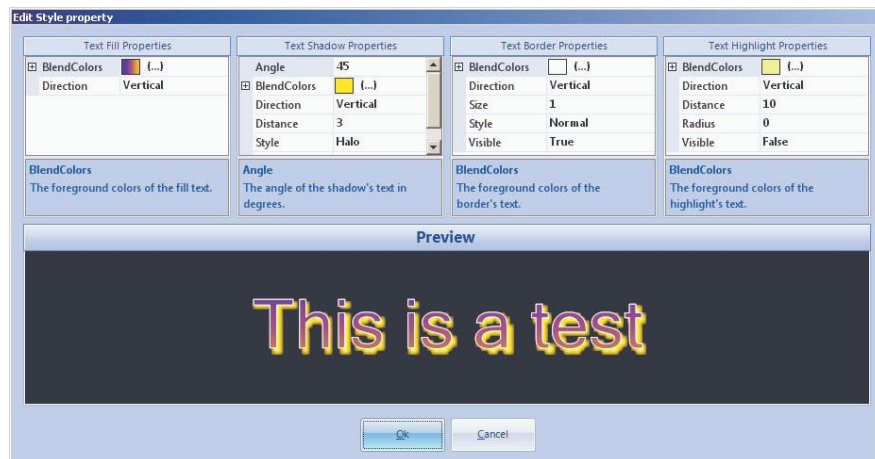 Edit Style property
Text Fill Properties
BlendColors (...)
Direction Vertical
BlendColors
The foreground colors of the fill text.
Text Shadow Properties
Angle 45
BlendColors (...)
Direction Vertical
Distance 3
Style Halo
Angle
The angle of the shadow's text in
degrees.
Text Border Properties
BlendColors (...)
Direction Vertical
Size 1
Style Normal
Visible True
BlendColors
The foreground colors of the
border's text.
Text Highlight Properties
BlendColors (...)
Direction Vertical
Distance 10
Radius 0
Visible False
BlendColors
The foreground colors of the
highlight's text.
Preview
This is a test
Ok
Cancel